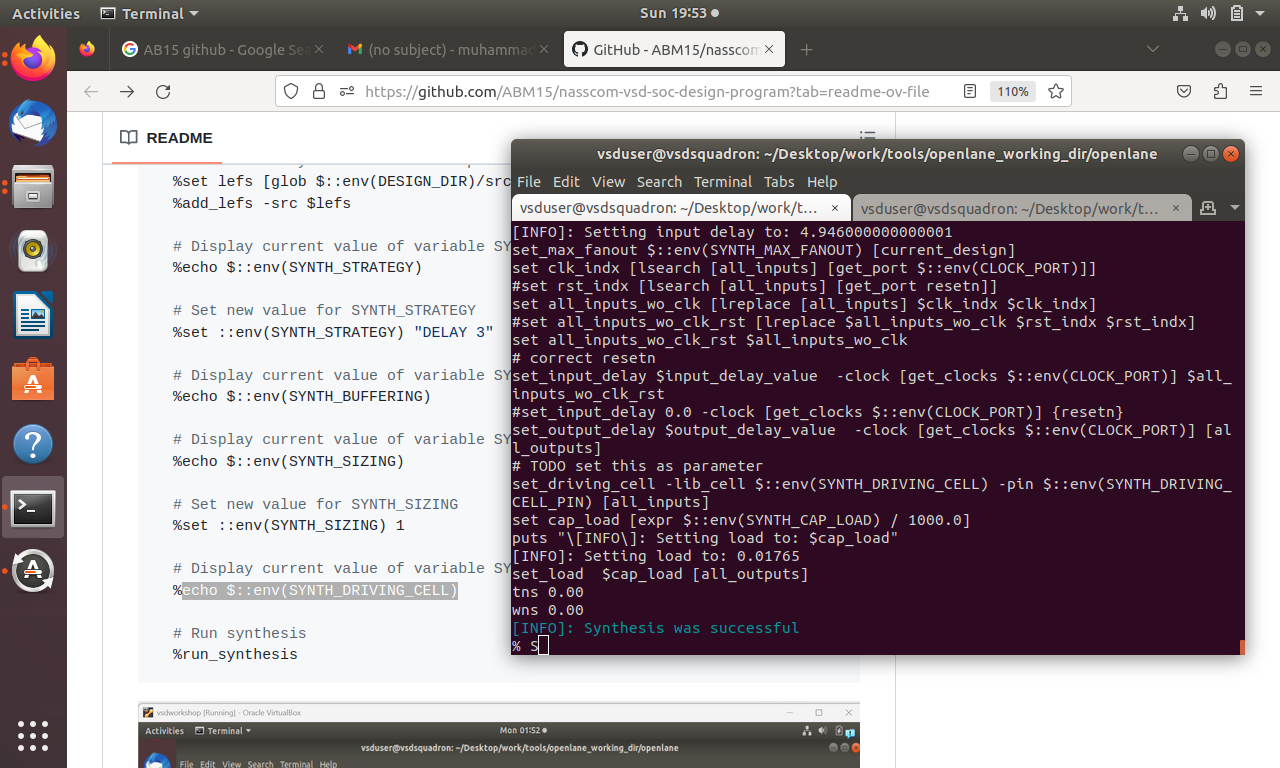 Activities Terminal Sun 19:53
AB15 github - Google Sea
(no subject) - muhammad
GitHub - ABM15/nasscom
https://github.com/ABM15/nasscom-vsd-soc-design-program?tab=readme-ov-file 110%
README
%set lefs [glob $::env(DESIGN_DIR)/src
%add_lefs -src $lefs
# Display current value of variable SY
%echo $::env(SYNTH_STRATEGY)
# Set new value for SYNTH_STRATEGY
%set ::env(SYNTH_STRATEGY) "DELAY 3"
# Display current value of variable SY
%echo $::env(SYNTH_BUFFERING)
# Display current value of variable SY
%echo $::env(SYNTH_SIZING)
# Set new value for SYNTH_SIZING
%set ::env(SYNTH_SIZING) 1
# Display current value of variable SY
%echo $::env(SYNTH_DRIVING_CELL)
# Run synthesis
%run_synthesis
vsdworkshop [Running] - Oracle VirtualBox
Activities Terminal Mon 01:52
vsduser@vsdsquadron: ~/Desktop/work/tools/openlane_working_dir/openlane
File Edit View Search Terminal Help
vsduser@vsdsquadron: ~/Desktop/work/tools/openlane_working_dir/openlane
File Edit View Search Terminal Tabs Help
vsduser@vsdsquadron: ~/Desktop/work/t...
vsduser@vsdsquadron: ~/Desktop/work/t...
[INFO]: Setting input delay to: 4.946000000000001
set_max_fanout $::env(SYNTH_MAX_FANOUT) [current_design]
set clk_indx [lsearch [all_inputs] [get_port $::env(CLOCK_PORT)]]
#set rst_indx [lsearch [all_inputs] [get_port resetn]]
set all_inputs_wo_clk [lreplace [all_inputs] $clk_indx $clk_indx]
#set all_inputs_wo_clk_rst [lreplace $all_inputs_wo_clk $rst_indx $rst_indx]
set all_inputs_wo_clk_rst $all_inputs_wo_clk
# correct resetn
set_input_delay $input_delay_value  -clock [get_clocks $::env(CLOCK_PORT)] $all_
inputs_wo_clk_rst
#set_input_delay 0.0 -clock [get_clocks $::env(CLOCK_PORT)] {resetn}
set_output_delay $output_delay_value  -clock [get_clocks $::env(CLOCK_PORT)] [al
l_outputs]
# TODO set this as parameter
set_driving_cell -lib_cell $::env(SYNTH_DRIVING_CELL) -pin $::env(SYNTH_DRIVING_
CELL_PIN) [all_inputs]
set cap_load [expr $::env(SYNTH_CAP_LOAD) / 1000.0]
puts "\[INFO\]: Setting load to: $cap_load"
[INFO]: Setting load to: 0.01765
set_load  $cap_load [all_outputs]
tns 0.00
wns 0.00
[INFO]: Synthesis was successful
% S